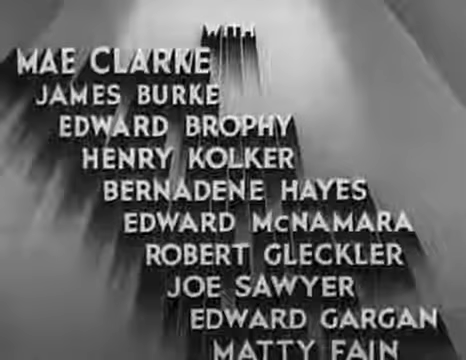 WITH
MAE CLARKE
JAMES BURKE
EDWARD BROPHY
HENRY KOLKER
BERNADENE HAYES
EDWARD McNAMARA
ROBERT GLECKLER
JOE SAWYER
EDWARD GARGAN
MATTY FAIN